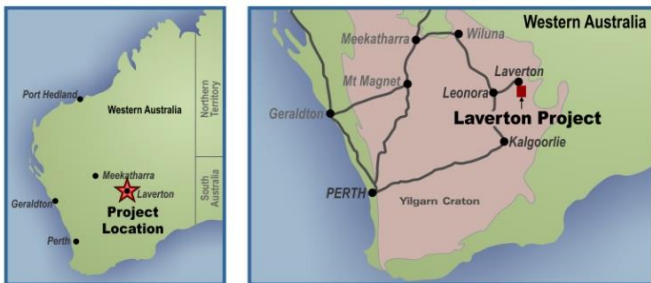 Port Hedland
Western Australia
Northern
Territory
Meekatharra
Laverton
South
Australia
Geraldton
Project
Location
Perth
Western Australia
Meekatharra
Wiluna
Laverton
Mt Magnet
Leonora
Geraldton
Laverton Project
Kalgoorlie
PERTH
Yilgarn Craton